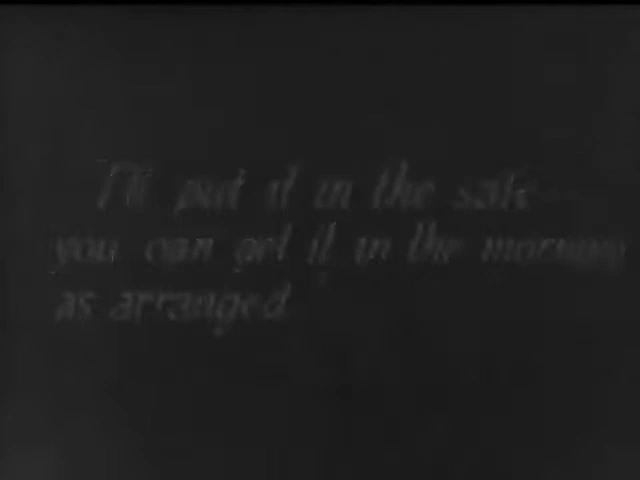 I'll put it in the safe—
you can get it in the morning
as arranged